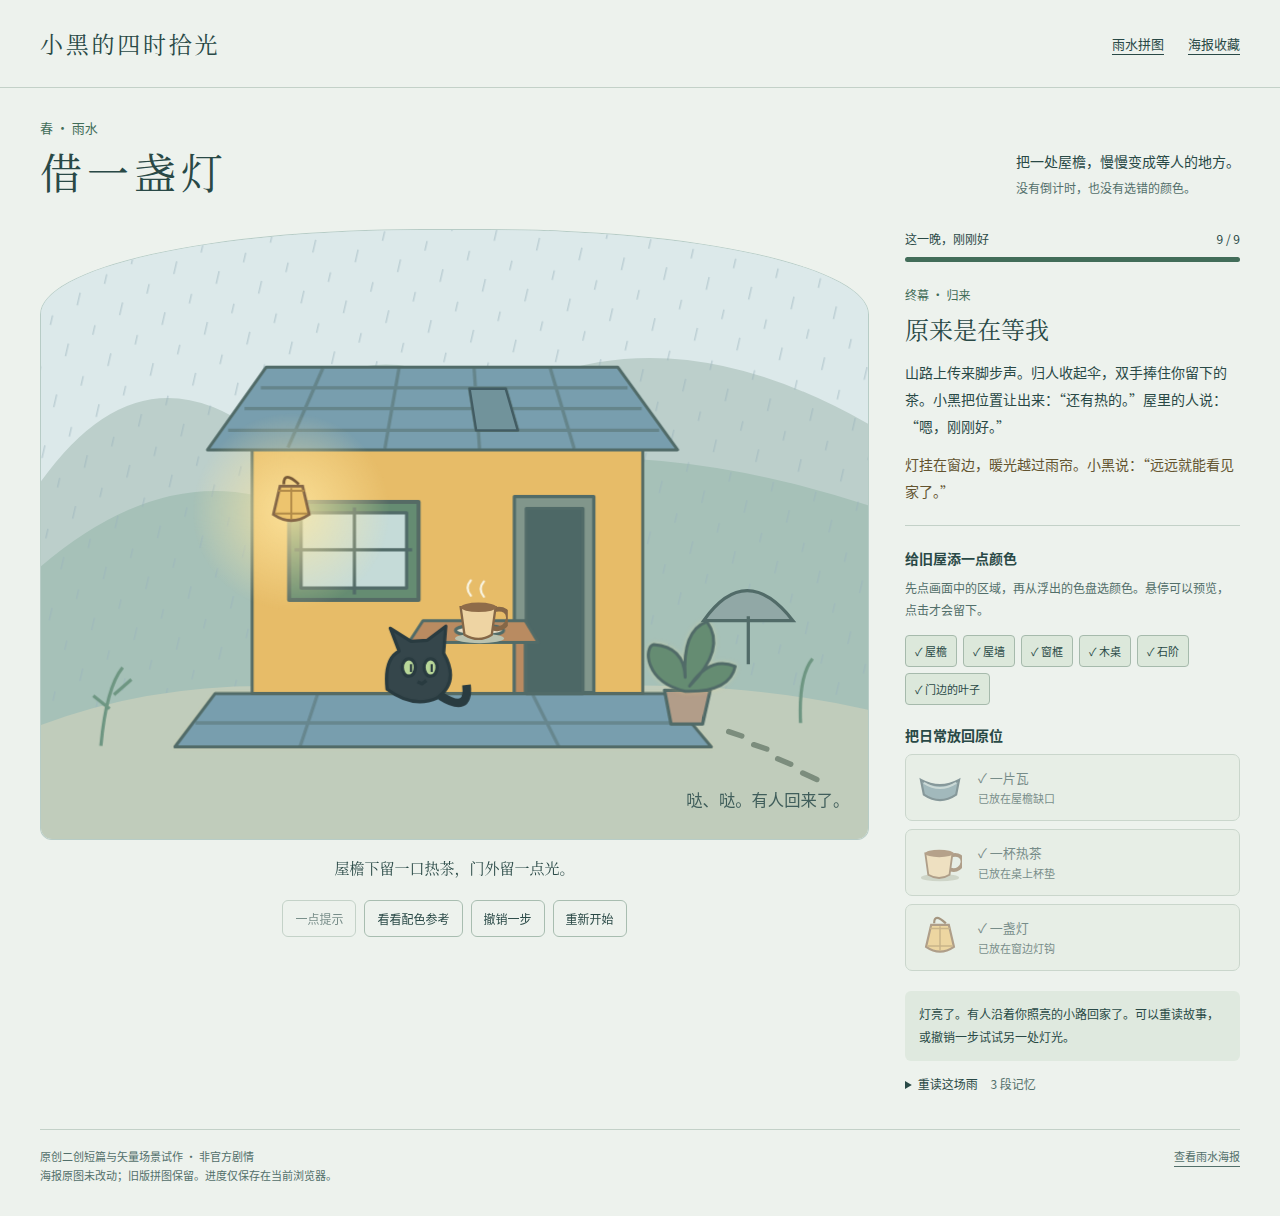 小黑的四时拾光
雨水拼图
海报收藏
春 · 雨水
借一盏灯
把一处屋檐，慢慢变成等人的地方。
没有倒计时，也没有选错的颜色。
哒、哒。有人回来了。
屋檐下留一口热茶，门外留一点光。
一点提示
看看配色参考
撤销一步
重新开始
这一晚，刚刚好
9 / 9
终幕 · 归来
原来是在等我
山路上传来脚步声。归人收起伞，双手捧住你留下的
茶。小黑把位置让出来：“还有热的。”屋里的人说：
“嗯，刚刚好。”
灯挂在窗边，暖光越过雨帘。小黑说：“远远就能看见
家了。”
给旧屋添一点颜色
先点画面中的区域，再从浮出的色盘选颜色。悬停可以预览，
点击才会留下。
✓ 屋檐
✓ 屋墙
✓ 窗框
✓ 木桌
✓ 石阶
✓ 门边的叶子
把日常放回原位
✓ 一片瓦
已放在屋檐缺口
✓ 一杯热茶
已放在桌上杯垫
✓ 一盏灯
已放在窗边灯钩
灯亮了。有人沿着你照亮的小路回家了。可以重读故事，
或撤销一步试试另一处灯光。
▶ 重读这场雨 3 段记忆
原创二创短篇与矢量场景试作 · 非官方剧情
海报原图未改动；旧版拼图保留。进度仅保存在当前浏览器。
查看雨水海报